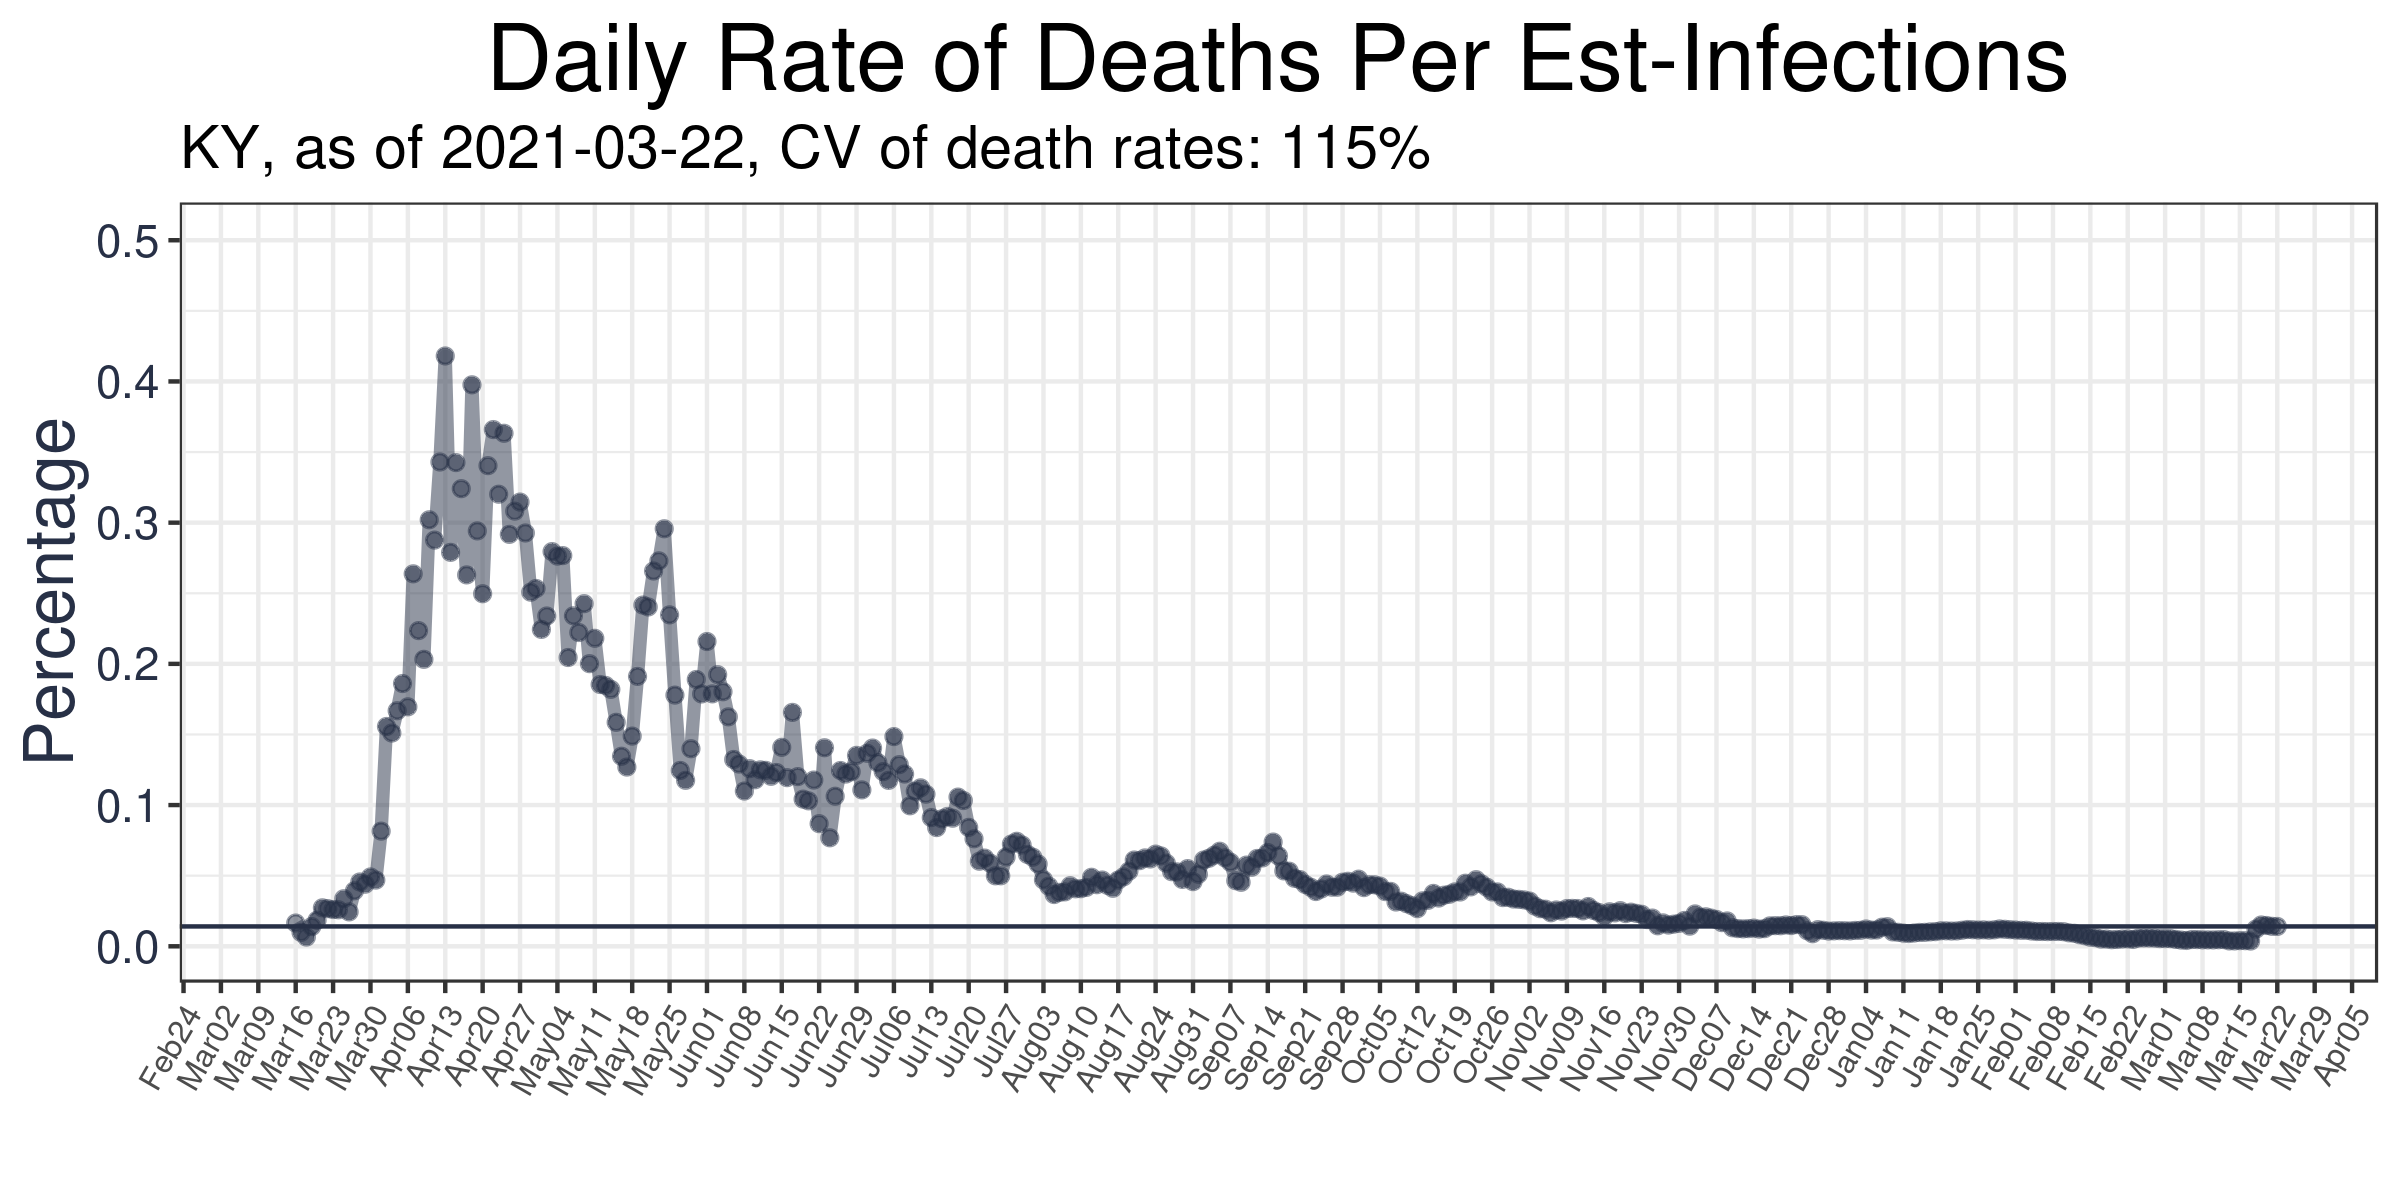 Daily Rate of Deaths Per Est-Infections
KY, as of 2021-03-22, CV of death rates: 115%
Percentage
0.5
0.4
0.3
0.2
0.1
0.0
Feb24
Mar02
Mar09
Mar16
Mar23
Mar30
Apr06
Apr13
Apr20
Apr27
May04
May11
May18
May25
Jun01
Jun08
Jun15
Jun22
Jun29
Jul06
Jul13
Jul20
Jul27
Aug03
Aug10
Aug17
Aug24
Aug31
Sep07
Sep14
Sep21
Sep28
Oct05
Oct12
Oct19
Oct26
Nov02
Nov09
Nov16
Nov23
Nov30
Dec07
Dec14
Dec21
Dec28
Jan04
Jan11
Jan18
Jan25
Feb01
Feb08
Feb15
Feb22
Mar01
Mar08
Mar15
Mar22
Mar29
Apr05